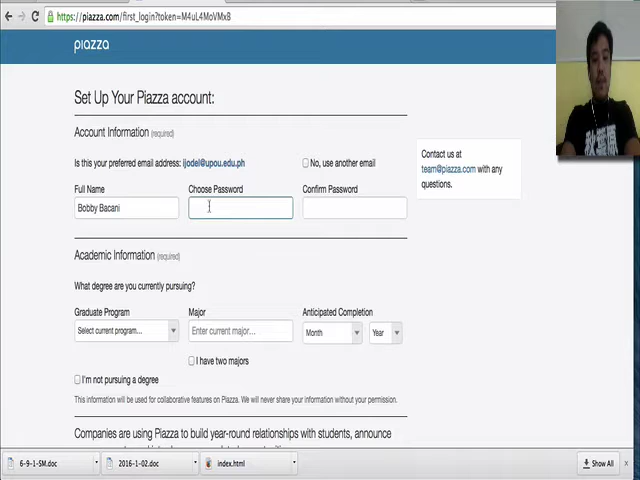 https://piazza.com/first_login?token=M4uL4MoVMxB
piazza
Set Up Your Piazza account:
Account Information (required)
Is this your preferred email address: ijodel@upou.edu.ph
No, use another email
Full Name
Choose Password
Confirm Password
Bobby Bacani
Contact us at
team@piazza.com with any
questions.
Academic Information (required)
What degree are you currently pursuing?
Graduate Program
Major
Anticipated Completion
Select current program...
Enter current major...
Month
Year
I have two majors
I'm not pursuing a degree
This information will be used for collaborative features on Piazza. We will never share your information without your permission.
Companies are using Piazza to build year-round relationships with students, announce
6-9-1-SM.doc
2016-1-02.doc
index.html
Show All
秋葉原